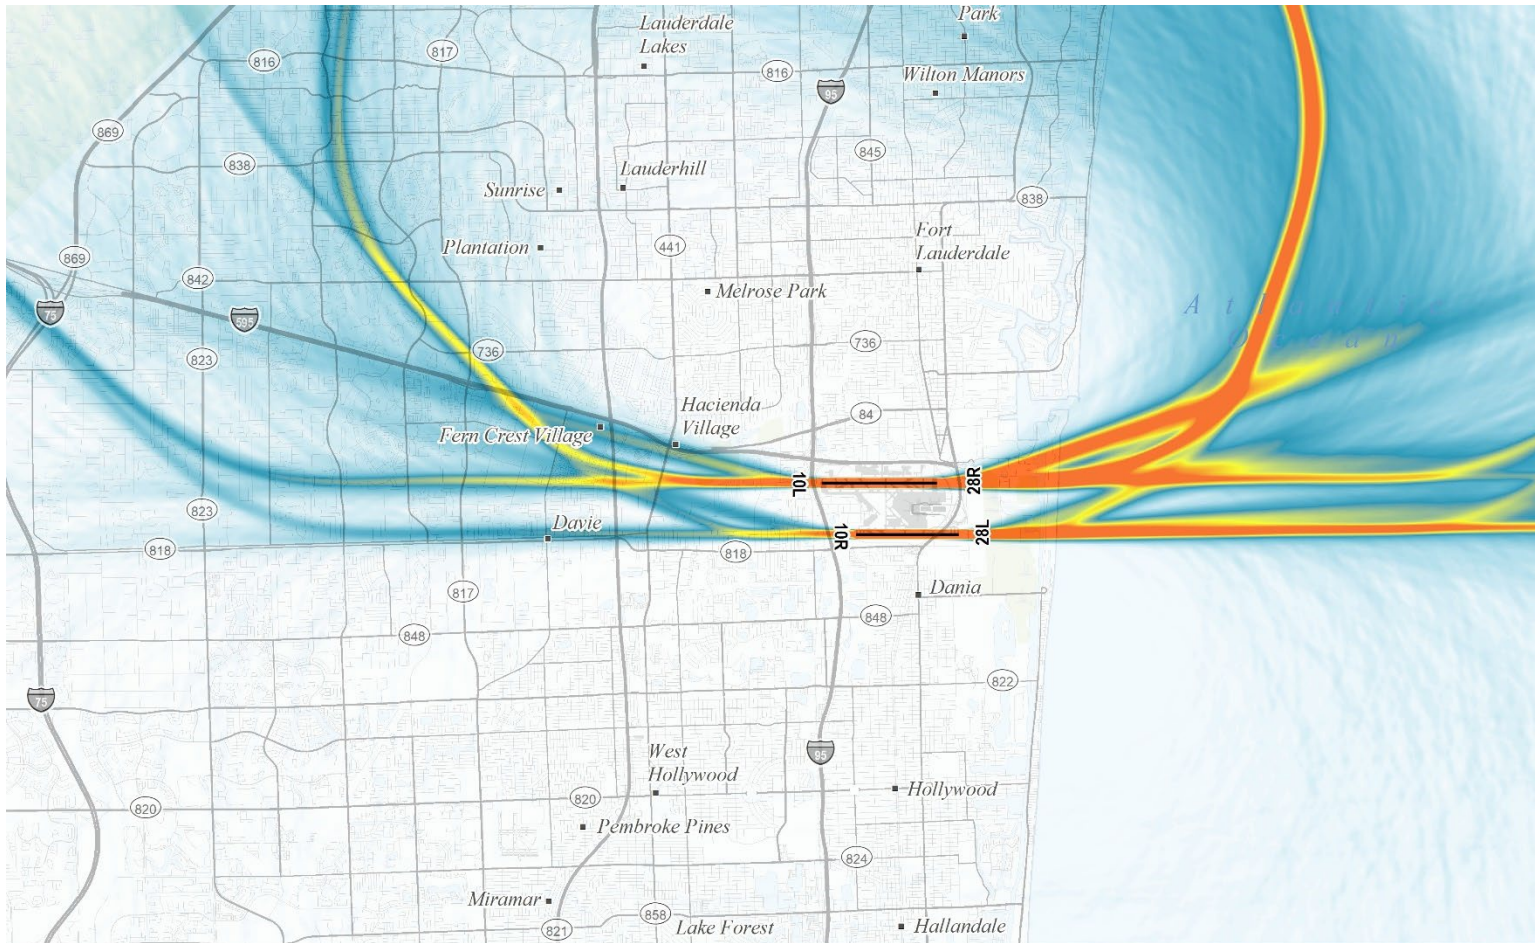 Lauderdale
Lakes
Park
817
816
816
Wilton Manors
95
869
845
838
Lauderhill
Sunrise
838
Fort
Lauderdale
Plantation
441
869
842
Melrose Park
Atlantic
Ocean
75
595
736
823
736
Hacienda
Village
84
Fern Crest Village
10L
28R
823
Davie
10R
28L
818
818
Dania
817
848
848
822
75
West
Hollywood
95
820
820
Hollywood
Pembroke Pines
824
Miramar
858
Lake Forest
821
Hallandale